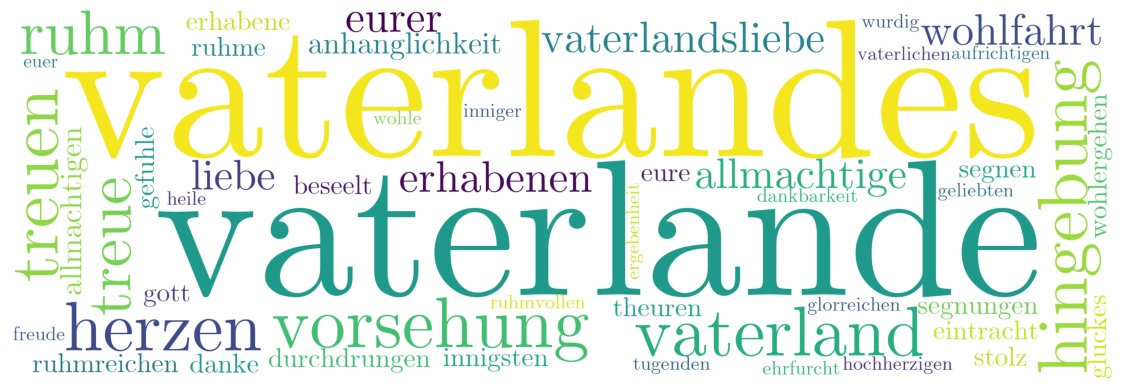 ruhm
erhabene
eurer
wurdig
wohlfahrt
ruhme
anhanglichkeit
vaterlandsliebe
vaterlichen
aufrichtigen
euer
vaterlandes
wohle
inniger
treuen
allmachtigen
gefuhle
hingebung
wohlergehen
liebe
beseelt
erhabenen
eure
allmachtige
segnen
heile
dankbarkeit
geliebten
treue
vaterlande
ergebenheit
gott
ruhmvollen
theuren
glorreichen
segnungen
freude
herzen
vorsehung
vaterland
eintracht
gluckes
ruhmreichen
danke
durchdrungen
innigsten
tugenden
ehrfurcht
hochherzigen
stolz